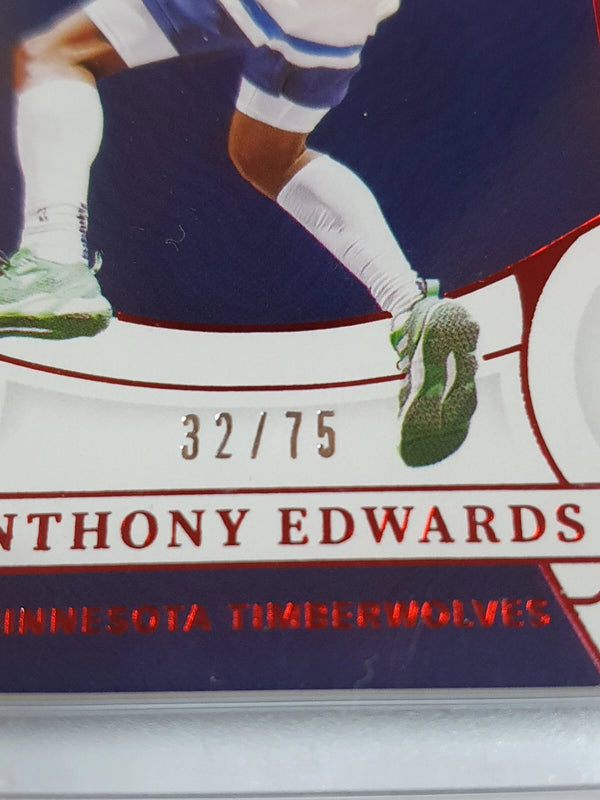 32/75
NTHONY EDWARDS
INNESOTA TIMBERWOLVES